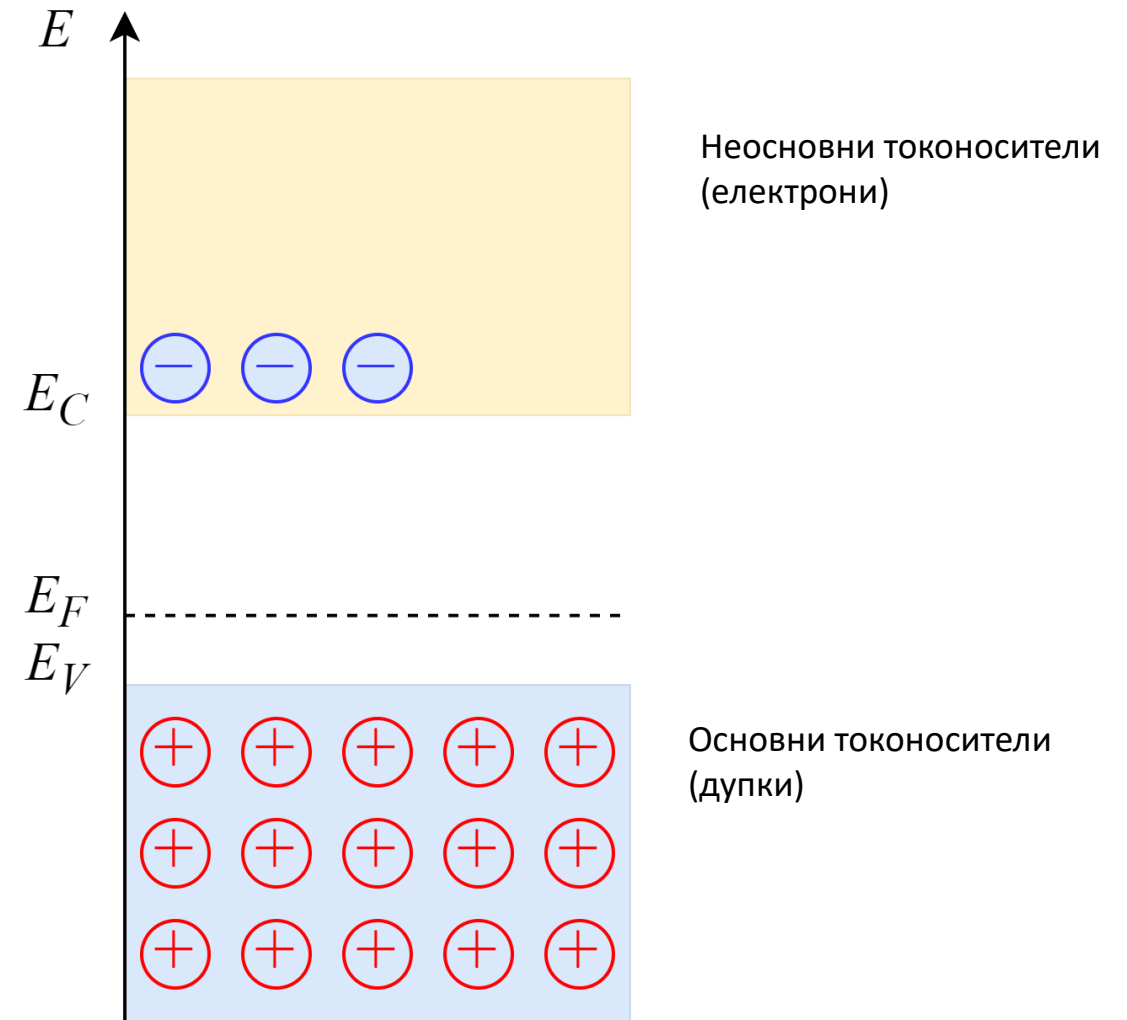 E
Неосновни токоносители
(електрони)
− − −
E_C
E_F
E_V
Основни токоносители
(дупки)
+ + + + +
+ + + + +
+ + + + +